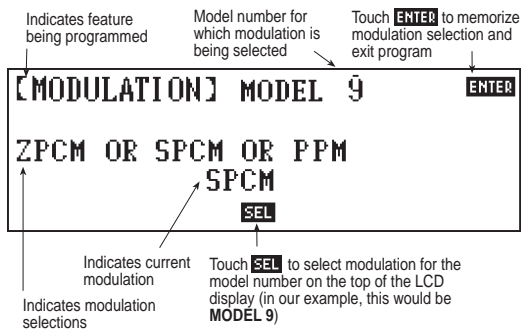 Indicates feature
being programmed
Model number for
which modulation is
being selected
Touch ENTER to memorize
modulation selection and
exit program
[MODULATION] MODEL 9
ENTER
ZPCM OR SPCM OR PPM
SPCM
SEL
Indicates current
modulation
Indicates modulation
selections
Touch SEL to select modulation for the
model number on the top of the LCD
display (in our example, this would be
MODEL 9)